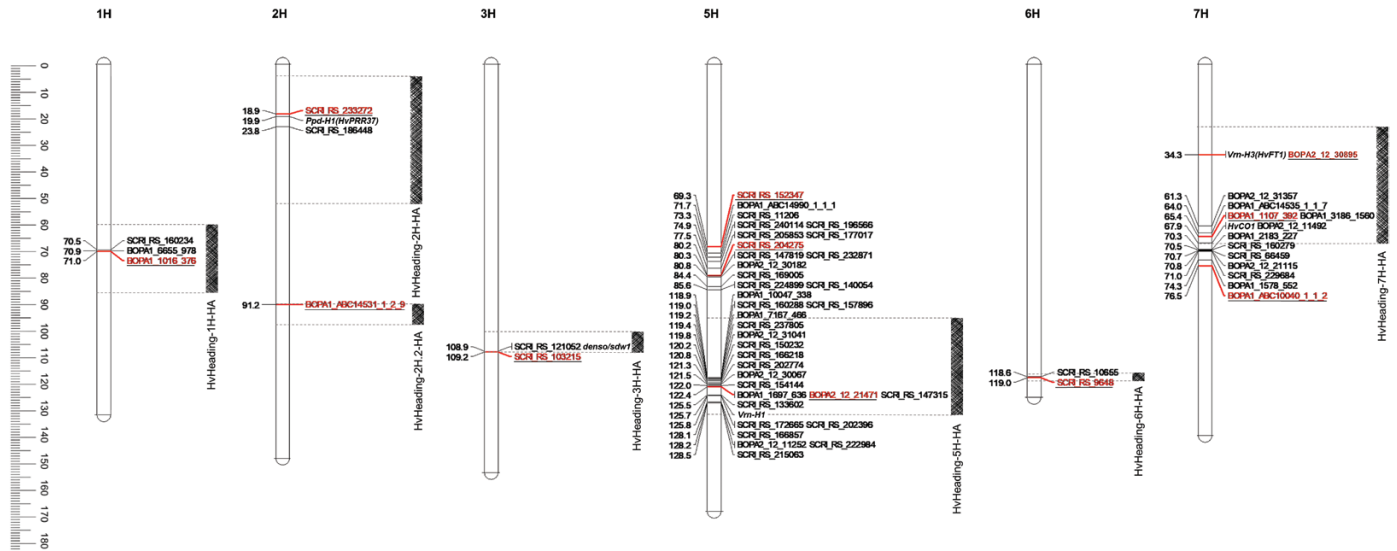 1H 2H 3H 5H 6H 7H
0
10
20
30
40
50
60
70
80
90
100
110
120
130
140
150
160
170
180
70.5 SCRI_RS_160234
70.9 BOPA1_6655_978
71.0 BOPA1_1016_376
HvHeading-1H-HA
18.9 SCRI_RS_233272
19.9 Ppd-H1(HvPRR37)
23.8 SCRI_RS_186448
HvHeading-2H-HA
91.2 BOPA1_ABC14531_1_2_9
HvHeading-2H.2-HA
108.9 SCRI_RS_121052 denso/sdw1
109.2 SCRI_RS_103215
HvHeading-3H-HA
69.3 SCRI_RS_152347
71.7 BOPA1_ABC14990_1_1_1
73.3 SCRI_RS_11206
74.9 SCRI_RS_240114 SCRI_RS_196566
77.5 SCRI_RS_205853 SCRI_RS_177017
80.2 SCRI_RS_204275
80.3 SCRI_RS_147819 SCRI_RS_232871
80.8 BOPA2_12_30182
84.4 SCRI_RS_169005
85.6 SCRI_RS_224899 SCRI_RS_140054
118.9 BOPA1_10047_338
119.0 SCRI_RS_160288 SCRI_RS_157896
119.2 BOPA1_7167_466
119.4 SCRI_RS_237805
119.8 BOPA2_12_31041
120.2 SCRI_RS_150232
120.8 SCRI_RS_166218
121.3 SCRI_RS_202774
121.5 BOPA2_12_30067
122.0 SCRI_RS_154144
122.4 BOPA1_1697_636 BOPA2_12_21471 SCRI_RS_147315
125.5 SCRI_RS_133602
125.7 Vrn-H1
125.8 SCRI_RS_172665 SCRI_RS_202396
128.1 SCRI_RS_166857
128.2 BOPA2_12_11252 SCRI_RS_222984
128.5 SCRI_RS_215063
HvHeading-5H-HA
118.6 SCRI_RS_10655
119.0 SCRI_RS_9648
HvHeading-6H-HA
34.3 Vrn-H3(HvFT1) BOPA2_12_30895
61.3 BOPA2_12_31357
64.0 BOPA1_ABC14535_1_1_7
65.4 BOPA1_1107_392 BOPA1_3186_1560
67.9 HvCO1 BOPA2_12_11492
70.3 BOPA1_2183_227
70.5 SCRI_RS_160279
70.7 SCRI_RS_66459
70.8 BOPA2_12_21115
71.0 SCRI_RS_229684
74.3 BOPA1_1578_552
76.5 BOPA1_ABC10040_1_1_2
HvHeading-7H-HA